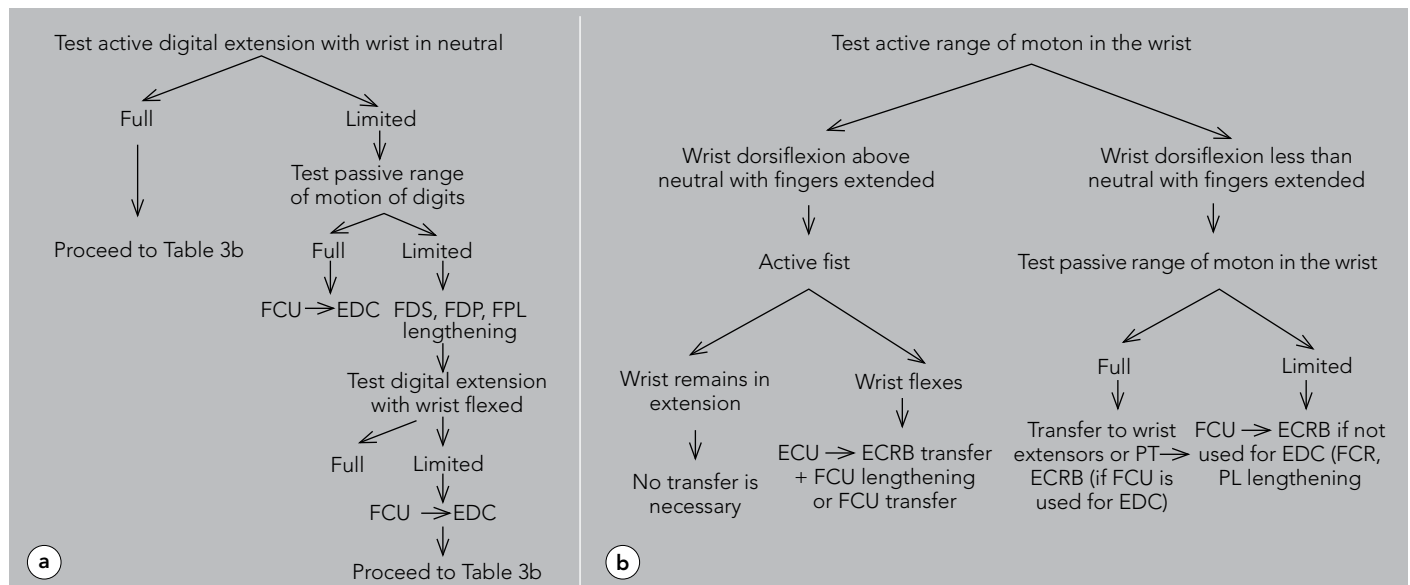 Test active digital extension with wrist in neutral
Full
Limited
Test passive range
of motion of digits
Proceed to Table 3b
Full
Limited
FCU → EDC
FDS, FDP, FPL
lengthening
Test digital extension
with wrist flexed
Full
Limited
FCU → EDC
Proceed to Table 3b
a
Test active range of moton in the wrist
Wrist dorsiflexion above
neutral with fingers extended
Wrist dorsiflexion less than
neutral with fingers extended
Active fist
Test passive range of moton in the wrist
Wrist remains in
extension
Wrist flexes
Full
Limited
No transfer is
necessary
ECU → ECRB transfer
+ FCU lengthening
or FCU transfer
Transfer to wrist
extensors or PT→
ECRB (if FCU is
used for EDC)
FCU → ECRB if not
used for EDC (FCR,
PL lengthening
b